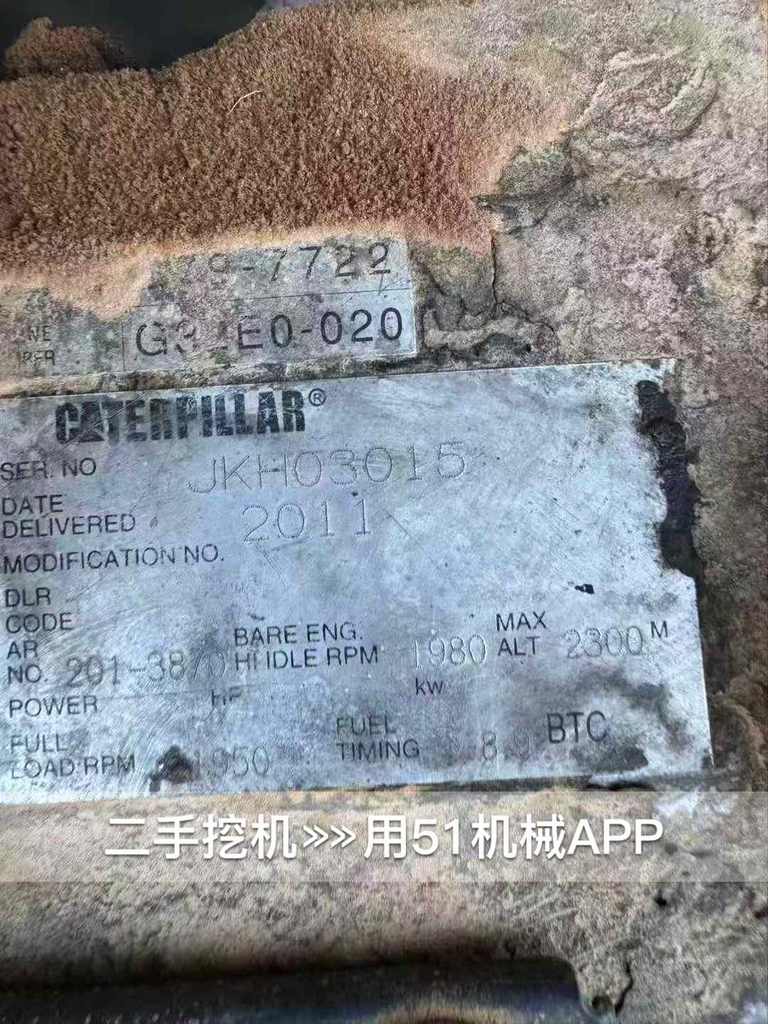 9-7722
E0-020
CATERPILLAR®
SER. NO JKH03015
DATE
DELIVERED 2011
MODIFICATION NO.
DLR
CODE
AR
NO. 201-3870
BARE ENG.
HI IDLE RPM 1980
MAX
ALT 2300 M
POWER HP kw
FULL
LOAD RPM 1950
FUEL
TIMING 8.9 BTC
二手挖机»»用51机械APP